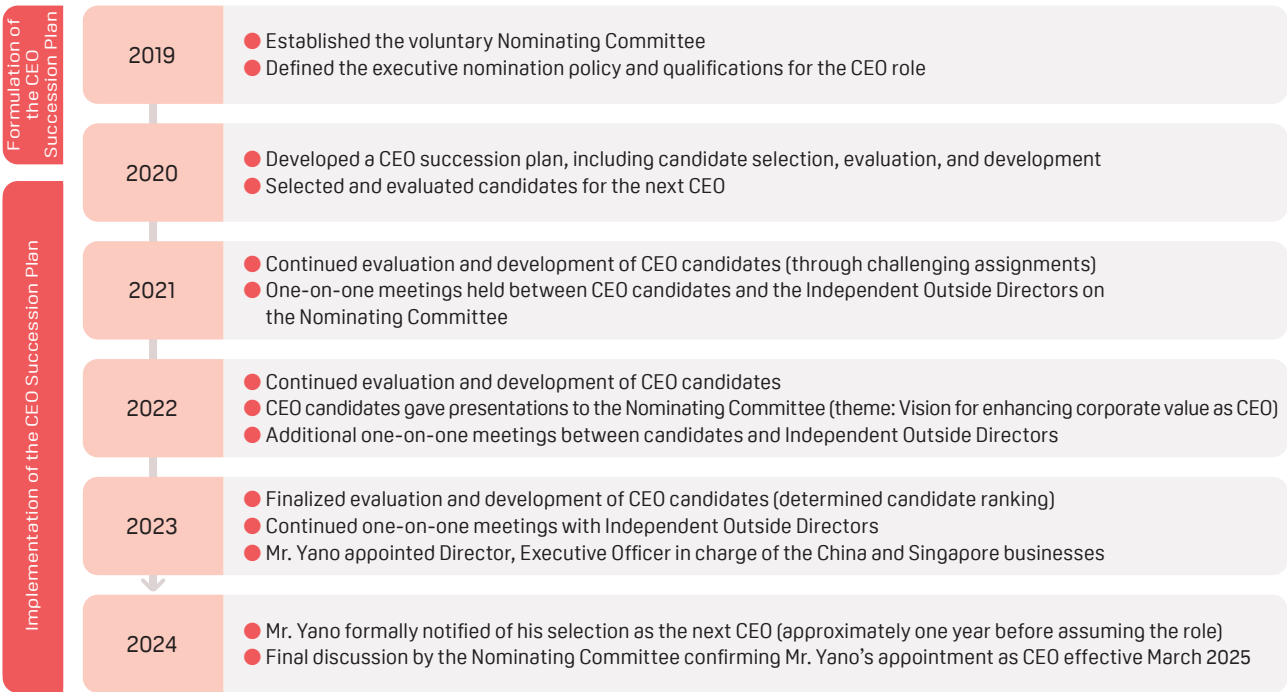 Formulation of
the CEO
Succession Plan
2019
● Established the voluntary Nominating Committee
● Defined the executive nomination policy and qualifications for the CEO role
2020
● Developed a CEO succession plan, including candidate selection, evaluation, and development
● Selected and evaluated candidates for the next CEO
Implementation of the CEO Succession Plan
2021
● Continued evaluation and development of CEO candidates (through challenging assignments)
● One-on-one meetings held between CEO candidates and the Independent Outside Directors on
the Nominating Committee
2022
● Continued evaluation and development of CEO candidates
● CEO candidates gave presentations to the Nominating Committee (theme: Vision for enhancing corporate value as CEO)
● Additional one-on-one meetings between candidates and Independent Outside Directors
2023
● Finalized evaluation and development of CEO candidates (determined candidate ranking)
● Continued one-on-one meetings with Independent Outside Directors
● Mr. Yano appointed Director, Executive Officer in charge of the China and Singapore businesses
2024
● Mr. Yano formally notified of his selection as the next CEO (approximately one year before assuming the role)
● Final discussion by the Nominating Committee confirming Mr. Yano’s appointment as CEO effective March 2025